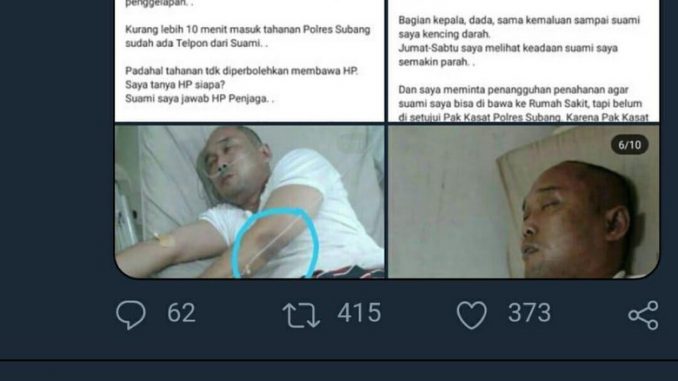 penggelapan. .
Kurang lebih 10 menit masuk tahanan Polres Subang
sudah ada Telpon dari Suami. .
Padahal tahanan tdk diperbolehkan membawa HP.
Saya tanya HP siapa?
Suami saya jawab HP Penjaga. .
Bagian kepala, dada, sama kemaluan sampai suami
saya kencing darah.
Jumat-Sabtu saya melihat keadaan suami saya
semakin parah. .
Dan saya meminta penangguhan penahanan agar
suami saya bisa di bawa ke Rumah Sakit, tapi belum
di setujui Pak Kasat Polres Subang. Karena Pak Kasat
6/10
62
415
373